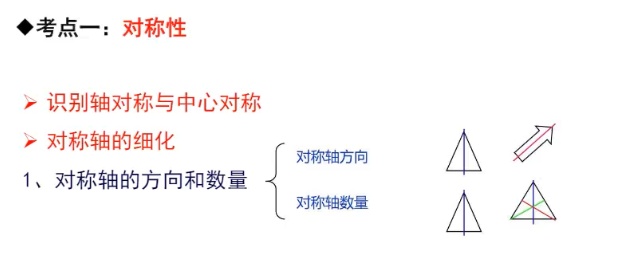 ◆考点一：对称性
➢ 识别轴对称与中心对称
➢ 对称轴的细化
1、对称轴的方向和数量
对称轴方向
对称轴数量